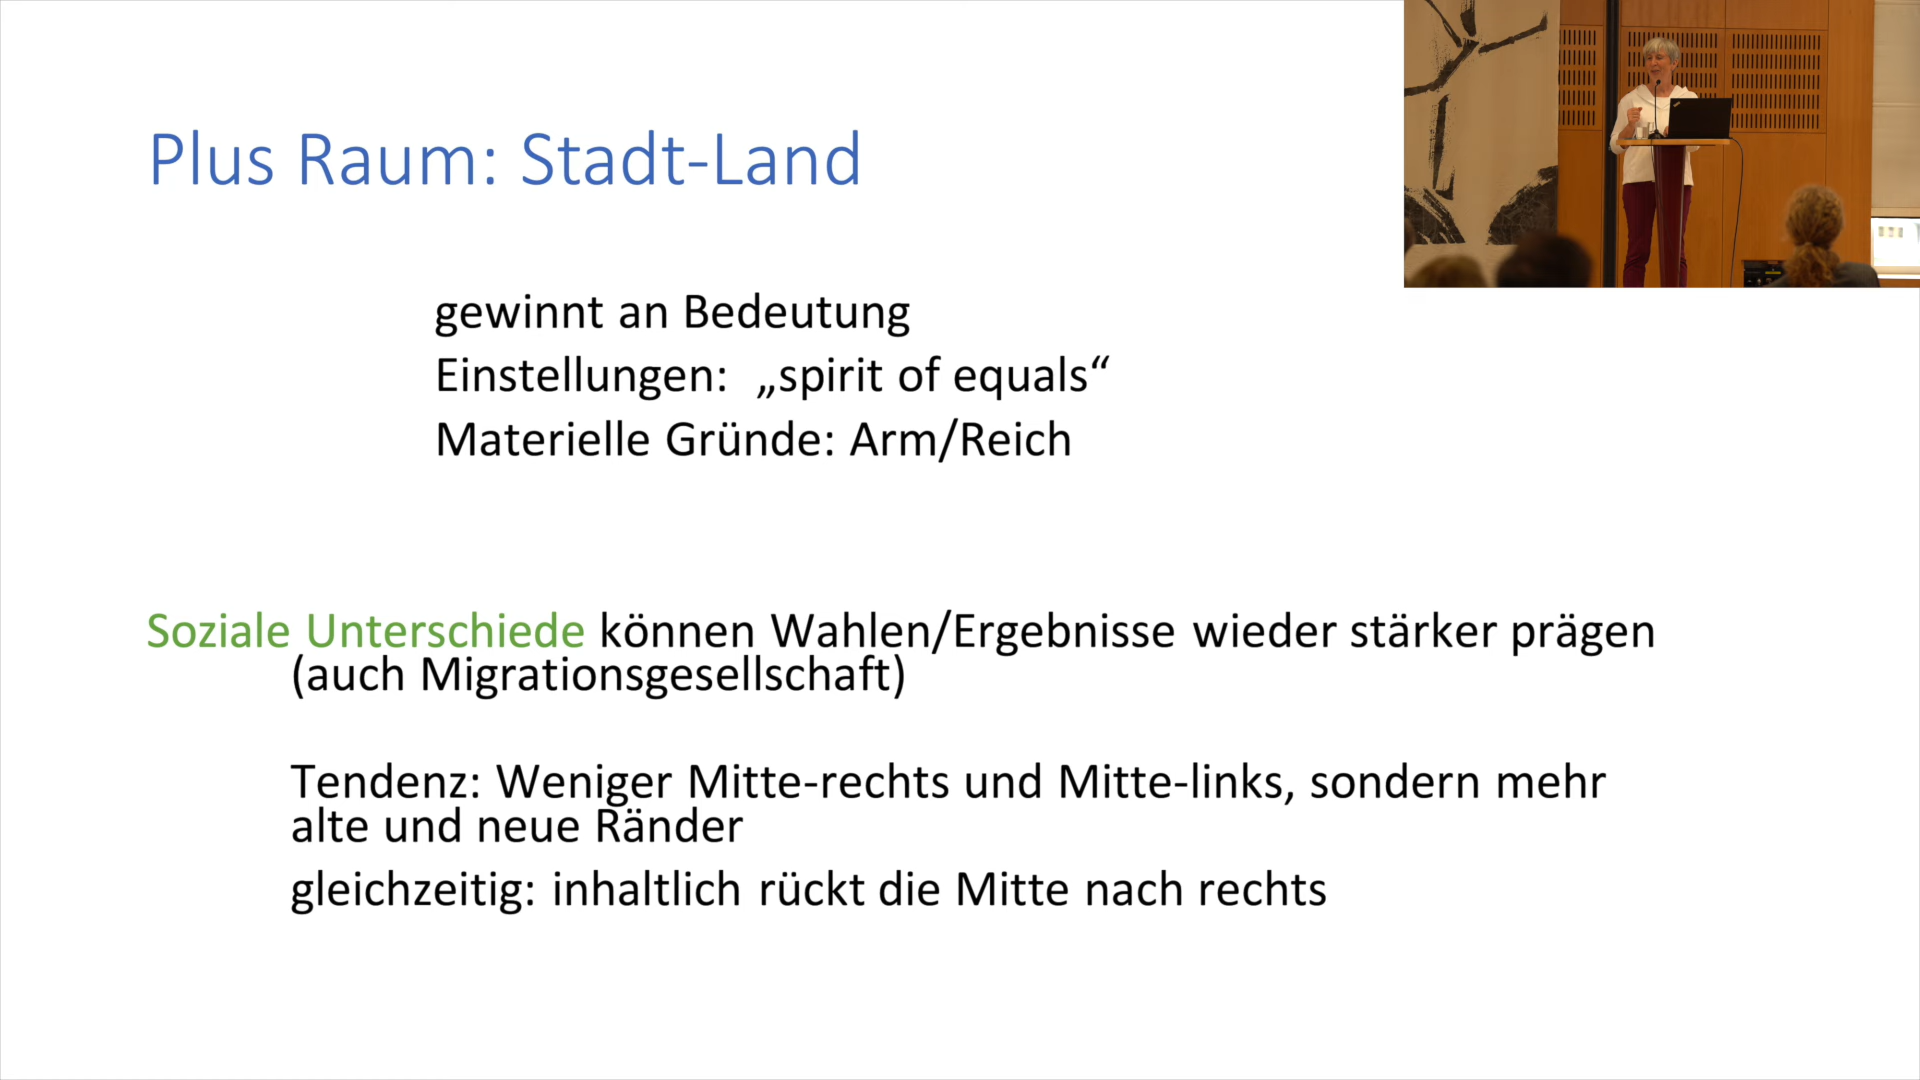 Plus Raum: Stadt-Land
gewinnt an Bedeutung
Einstellungen: „spirit of equals“
Materielle Gründe: Arm/Reich
Soziale Unterschiede können Wahlen/Ergebnisse wieder stärker prägen
(auch Migrationsgesellschaft)
Tendenz: Weniger Mitte-rechts und Mitte-links, sondern mehr
alte und neue Ränder
gleichzeitig: inhaltlich rückt die Mitte nach rechts